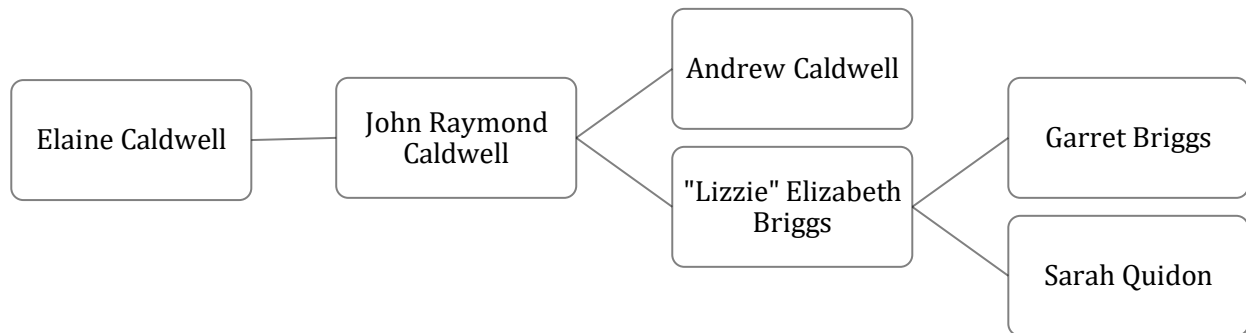 Elaine Caldwell
John Raymond
Caldwell
Andrew Caldwell
"Lizzie" Elizabeth
Briggs
Garret Briggs
Sarah Quidon